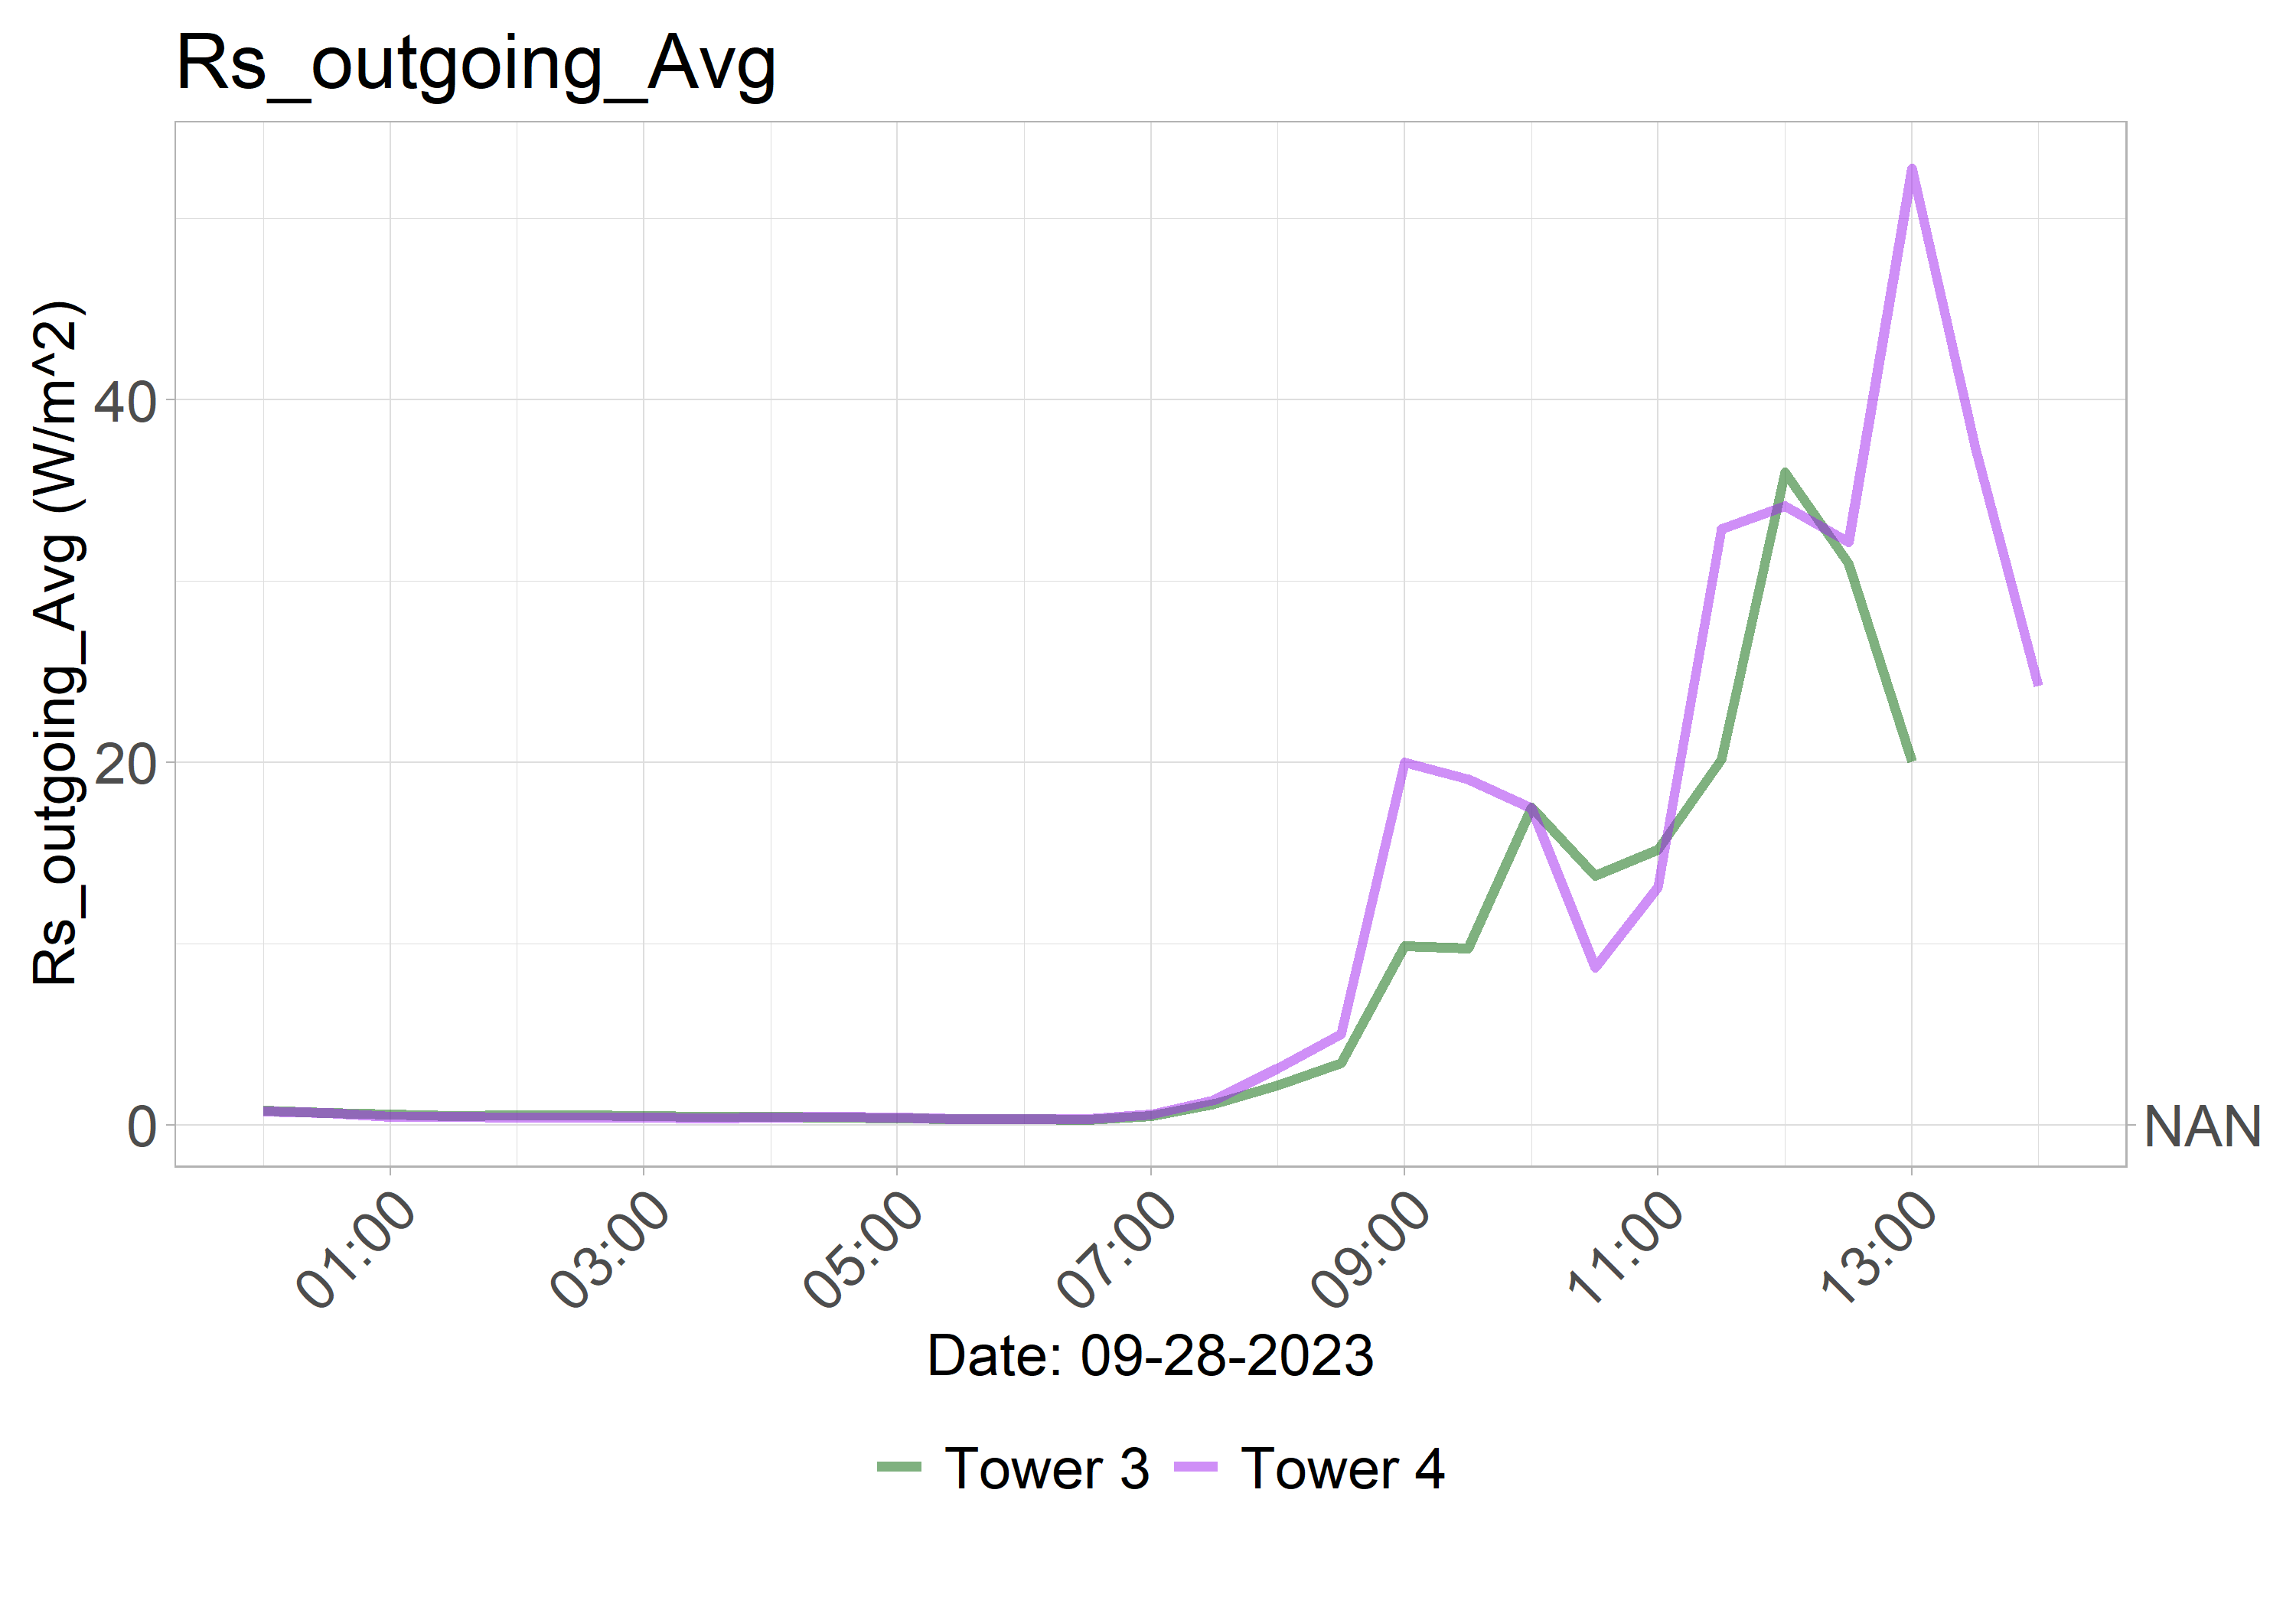 Rs_outgoing_Avg
Rs_outgoing_Avg (W/m^2)
40
20
0
NAN
01:00
03:00
05:00
07:00
09:00
11:00
13:00
Date: 09-28-2023
Tower 3
Tower 4